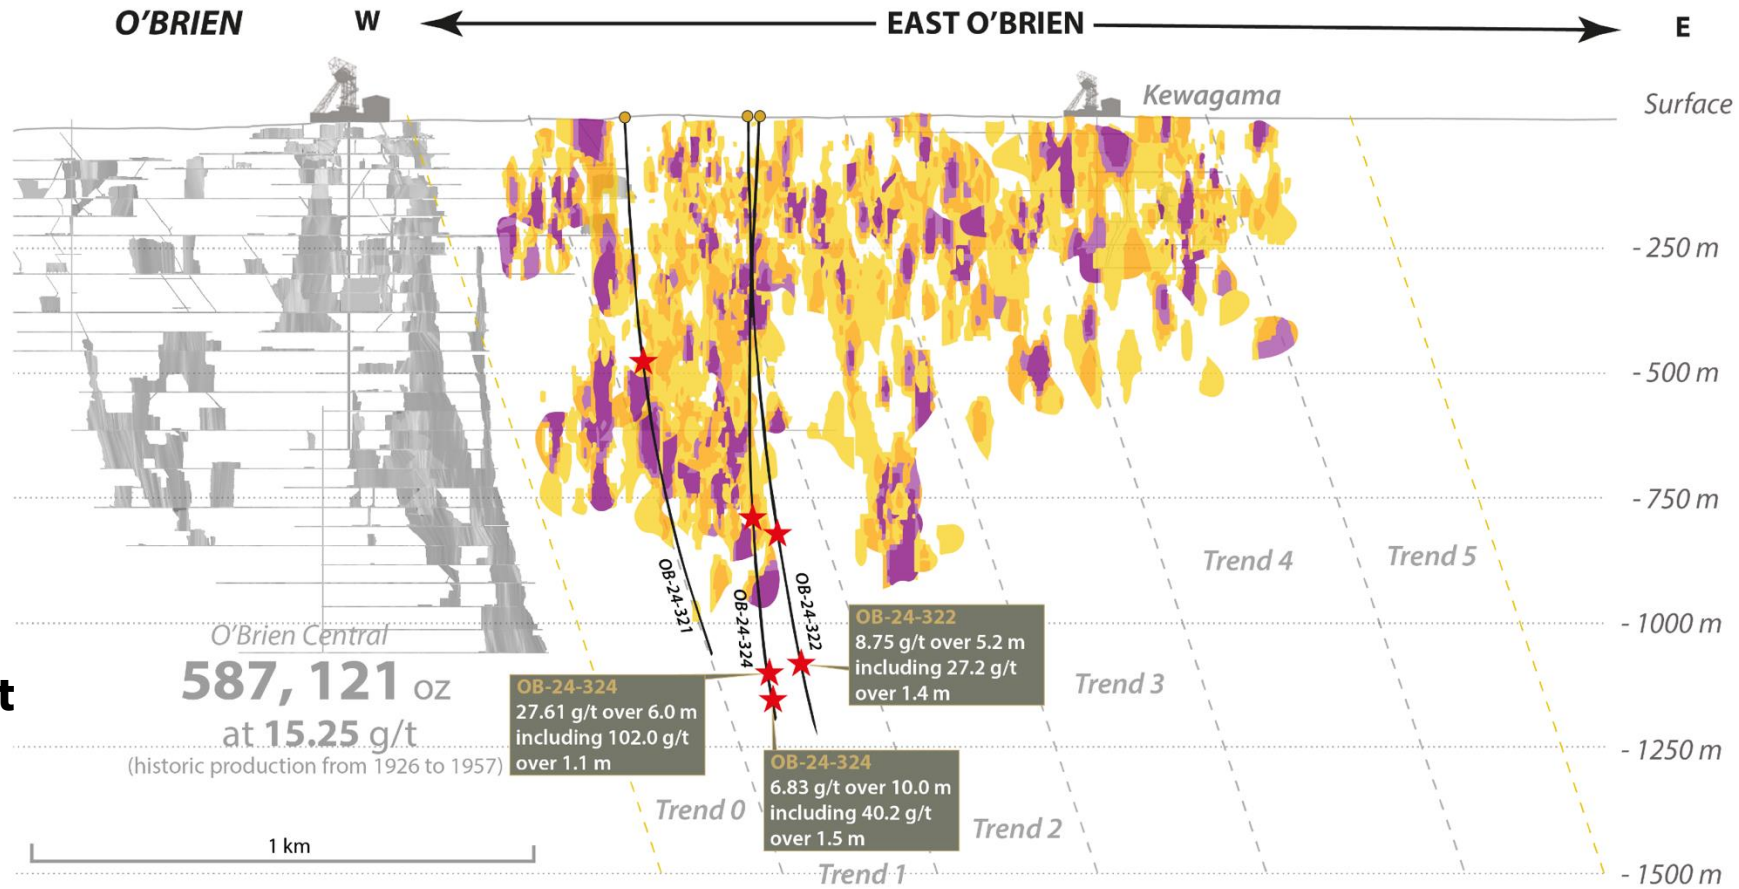 O'BRIEN
W
EAST O'BRIEN
E
Kewagama
Surface
- 250 m
- 500 m
- 750 m
- 1000 m
- 1250 m
- 1500 m
Trend 4
Trend 5
Trend 3
Trend 0
Trend 2
Trend 1
OB-24-321
OB-24-324
OB-24-322
OB-24-322
8.75 g/t over 5.2 m
including 27.2 g/t
over 1.4 m
OB-24-324
27.61 g/t over 6.0 m
including 102.0 g/t
over 1.1 m
OB-24-324
6.83 g/t over 10.0 m
including 40.2 g/t
over 1.5 m
O'Brien Central
587, 121 oz
at 15.25 g/t
(historic production from 1926 to 1957)
t
1 km